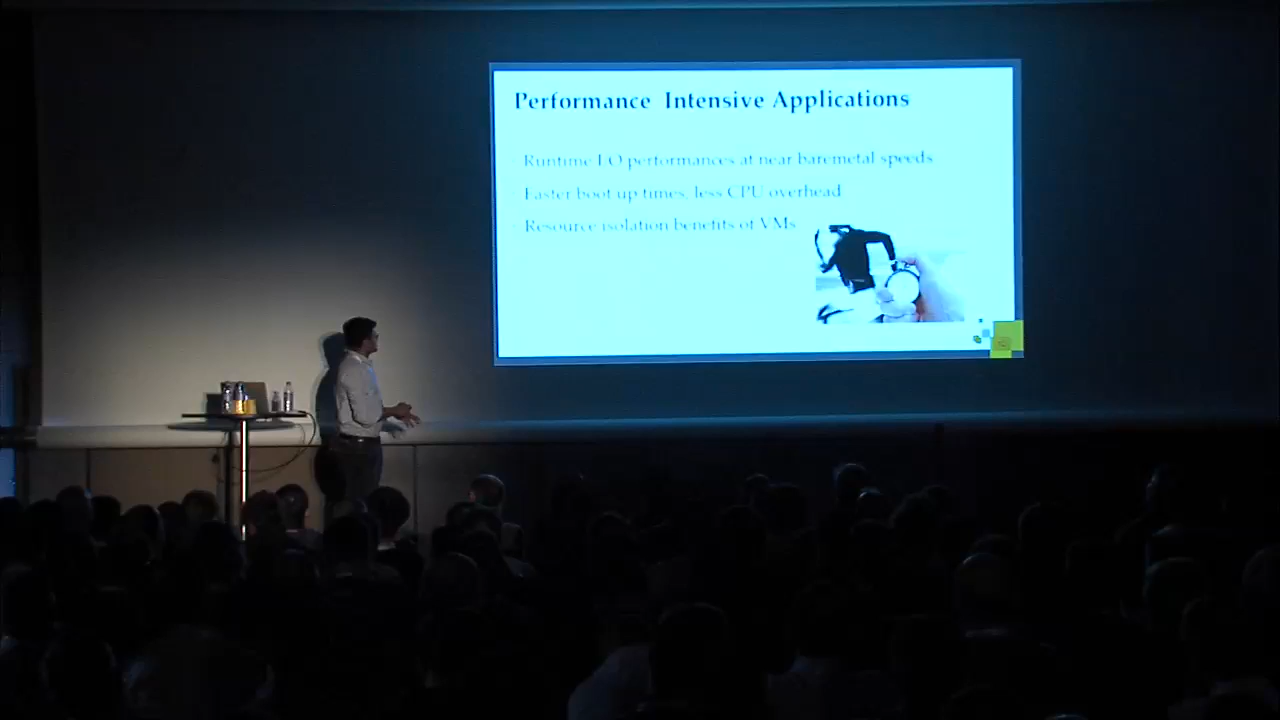 Performance Intensive Applications
Runtime I/O performances at near baremetal speeds
Faster boot up times, less CPU overhead
Resource isolation benefits of VMs